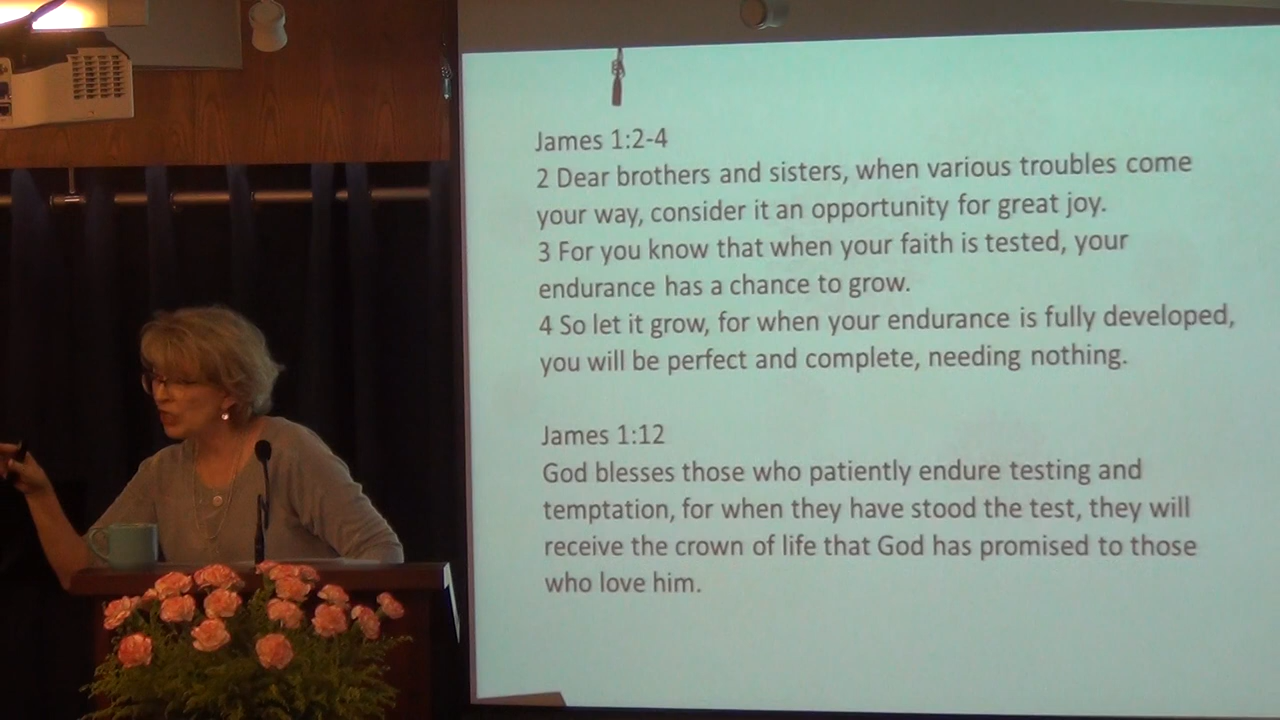 James 1:2-4
2 Dear brothers and sisters, when various troubles come
your way, consider it an opportunity for great joy.
3 For you know that when your faith is tested, your
endurance has a chance to grow.
4 So let it grow, for when your endurance is fully developed,
you will be perfect and complete, needing nothing.
James 1:12
God blesses those who patiently endure testing and
temptation, for when they have stood the test, they will
receive the crown of life that God has promised to those
who love him.